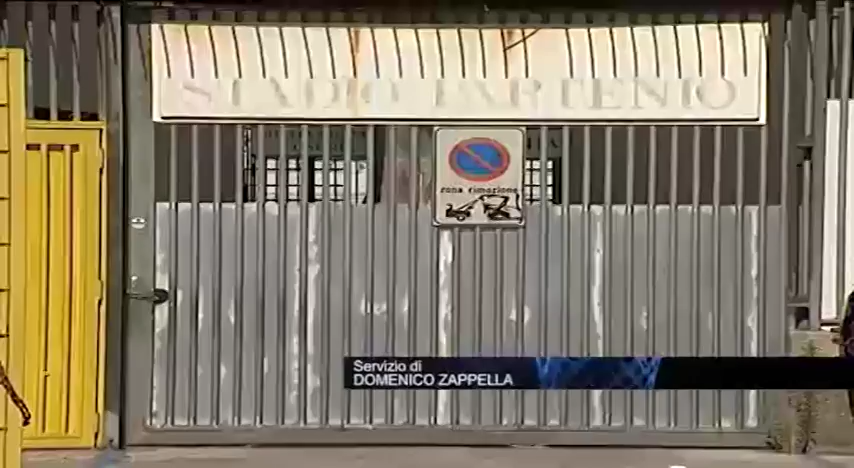 STADIO PARTENIO
zona rimozione
Servizio di
DOMENICO ZAPPELLA